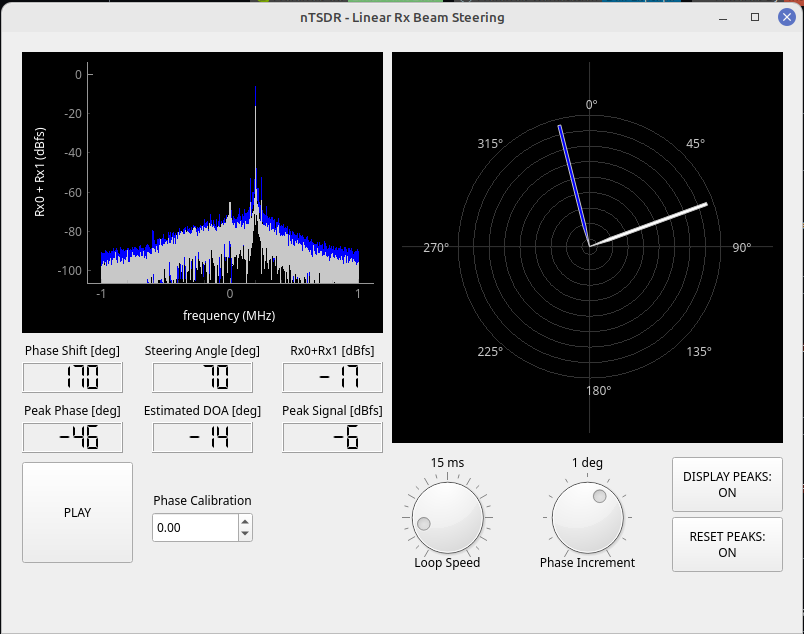 nTSDR - Linear Rx Beam Steering
0
-20
-40
-60
-80
-100
Rx0 + Rx1 (dBfs)
-1
0
1
frequency (MHz)
0°
45°
90°
135°
180°
225°
270°
315°
Phase Shift [deg]
Steering Angle [deg]
Rx0+Rx1 [dBfs]
170
70
-17
Peak Phase [deg]
Estimated DOA [deg]
Peak Signal [dBfs]
-46
-14
-6
PLAY
Phase Calibration
0.00
15 ms
Loop Speed
1 deg
Phase Increment
DISPLAY PEAKS:
ON
RESET PEAKS:
ON